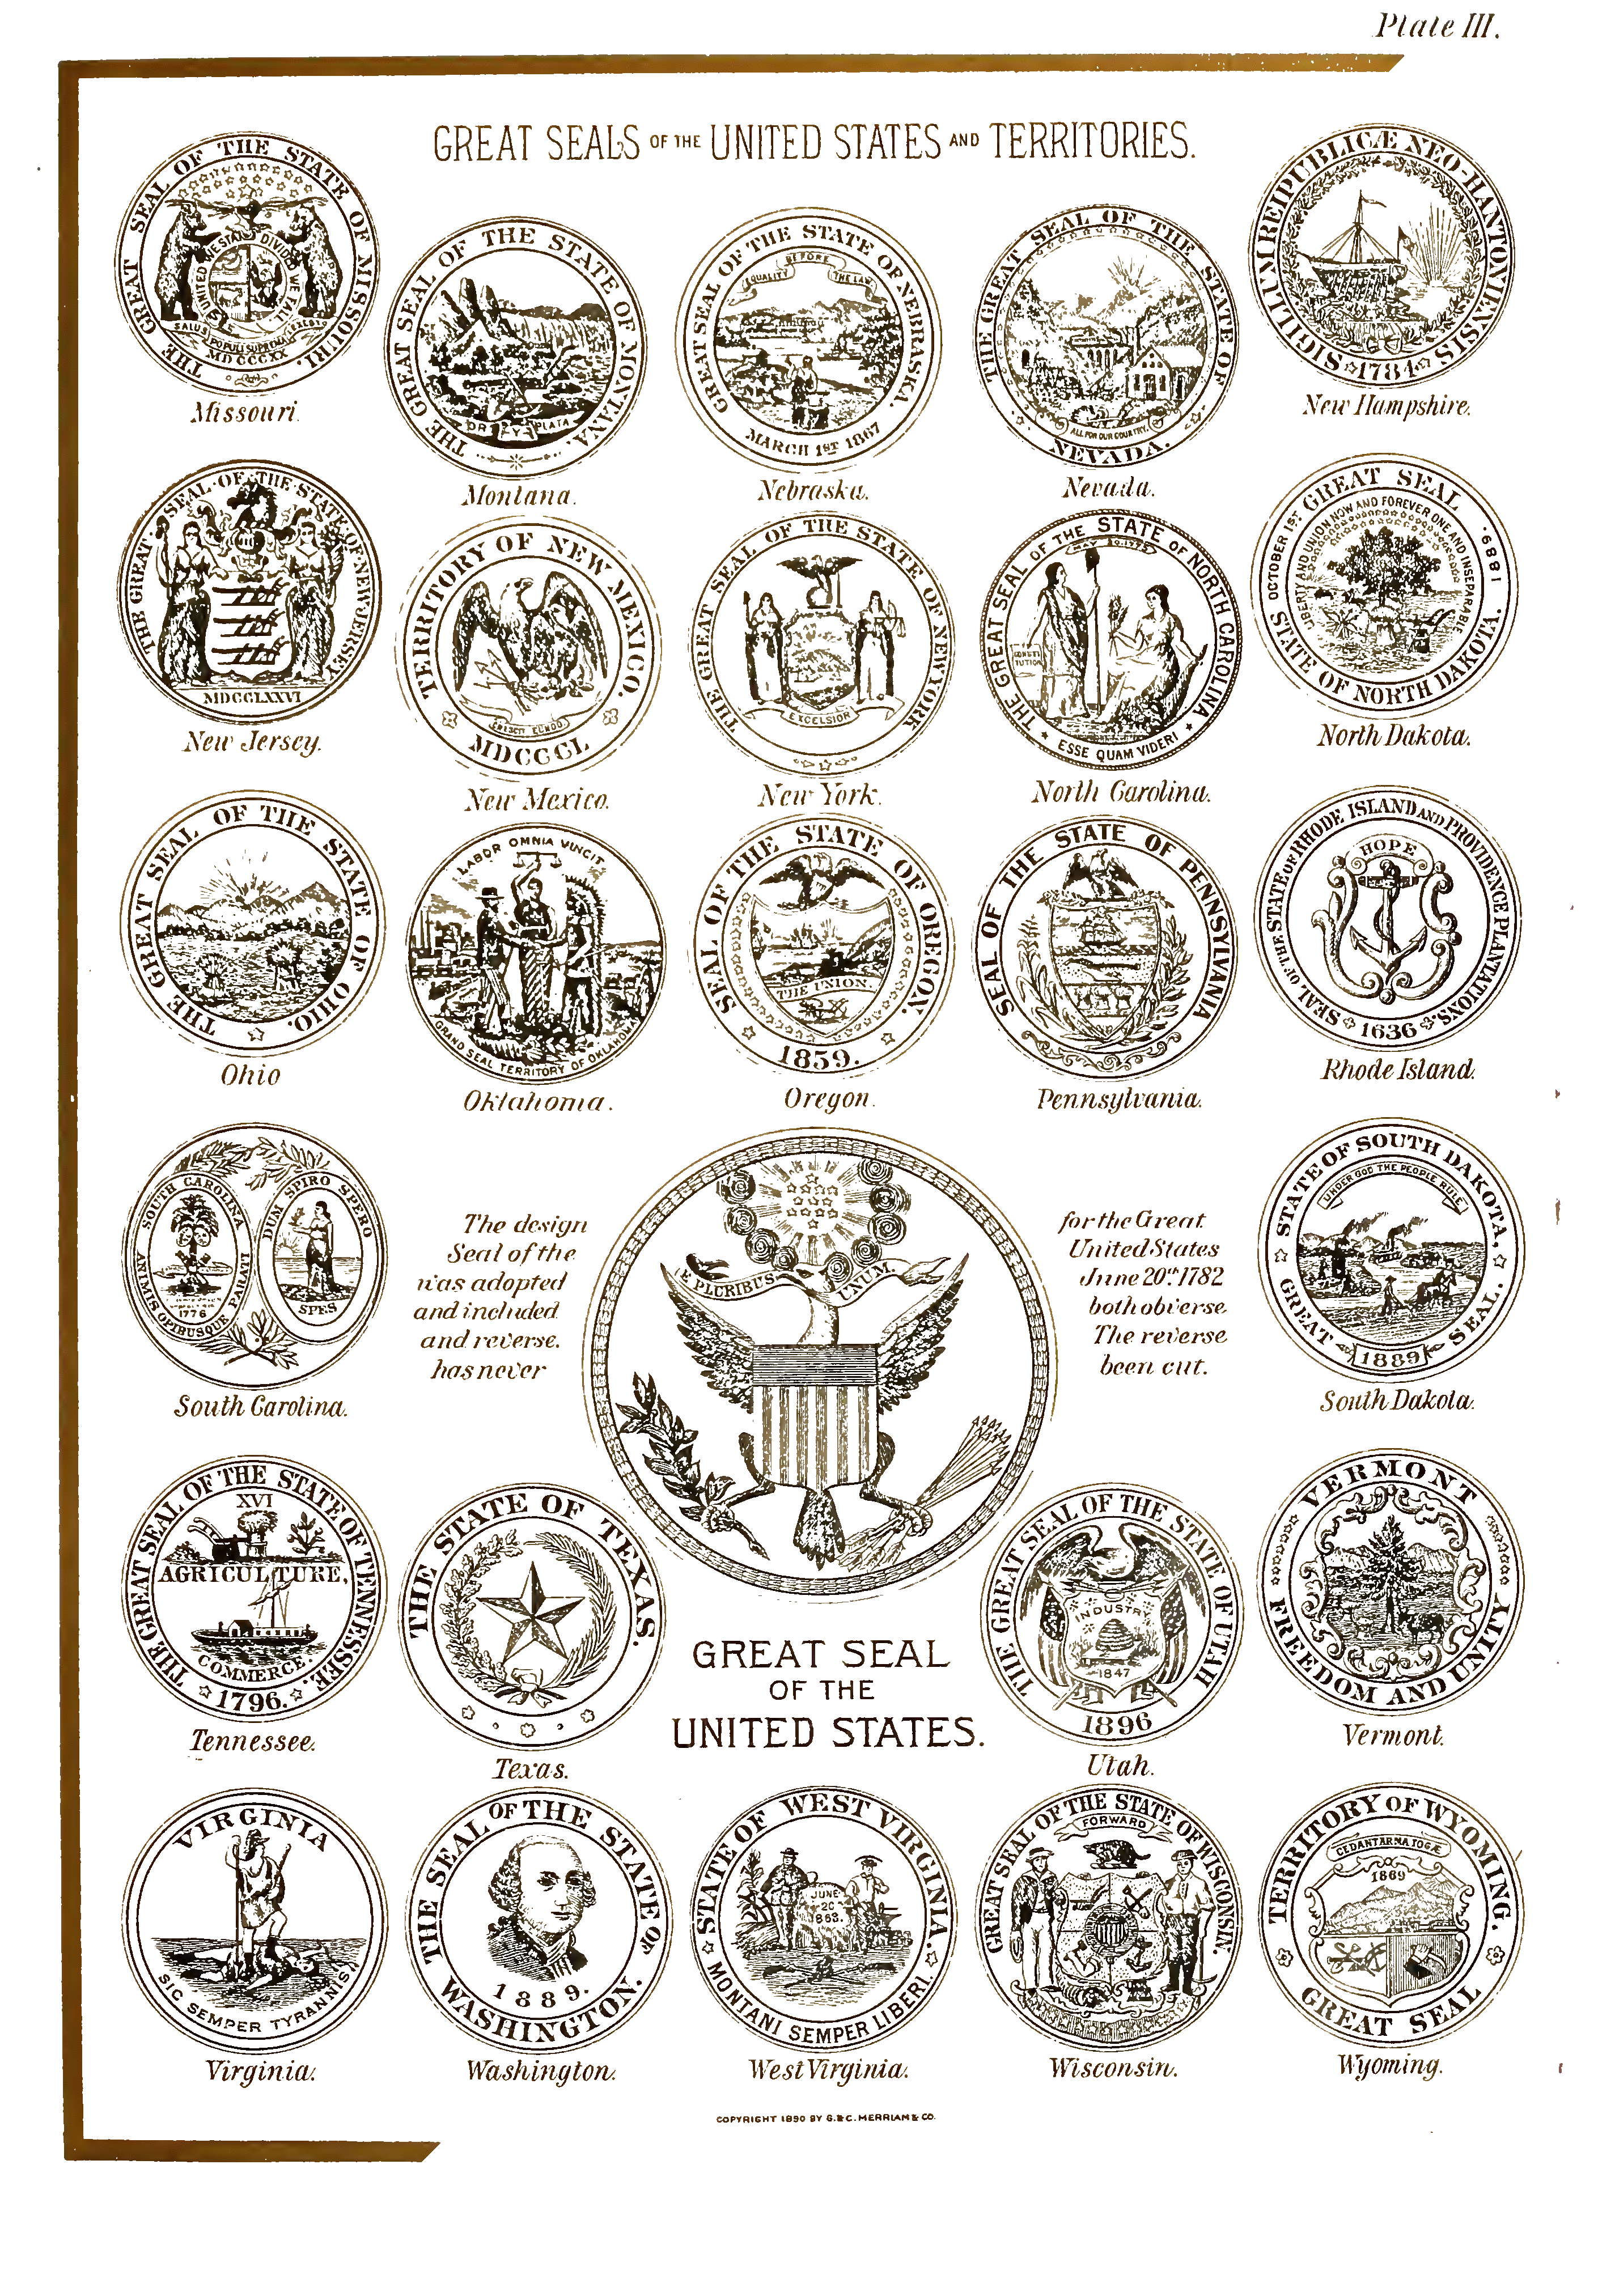 Plate III.
GREAT SEALS OF THE UNITED STATES AND TERRITORIES.
THE GREAT SEAL OF THE STATE OF MISSOURI.
UNITED WE STAND DIVIDED WE FALL
SALUS POPULI SUPREMA
MDCCCXX
Missouri.
THE GREAT SEAL OF THE STATE OF MONTANA.
ORO Y PLATA
Montana.
GREAT SEAL OF THE STATE OF NEBRASKA.
EQUALITY BEFORE THE LAW
MARCH 1ST 1867
Nebraska.
THE GREAT SEAL OF THE STATE OF
ALL FOR OUR COUNTRY.
NEVADA.
Nevada.
SIGILLUM REIPUBLICÆ NEO-HANTONIENSIS
1784
New Hampshire.
THE GREAT·SEAL·OF·THE·STATE·OF·NEW JERSEY
MDCCLXXVI
New Jersey.
TERRITORY OF NEW MEXICO.
MDCCCL
New Mexico.
THE GREAT SEAL OF THE STATE OF NEW YORK
EXCELSIOR
New York.
THE GREAT SEAL OF THE STATE OF NORTH CAROLINA
MAY 20.1775
CONSTI
TUTION
ESSE QUAM VIDERI
North Carolina.
GREAT SEAL
OCTOBER 1ST 1889.
LIBERTY AND UNION NOW AND FOREVER ONE AND INSEPARABLE
STATE OF NORTH DAKOTA.
North Dakota.
THE GREAT SEAL OF THE STATE OF OHIO.
Ohio
LABOR OMNIA VINCIT
GRAND SEAL TERRITORY OF OKLAHOMA
Oklahoma.
SEAL OF THE STATE OF OREGON.
THE UNION.
1859.
Oregon.
SEAL OF THE STATE OF PENNSYLVANIA
Pennsylvania.
SEAL OF THE STATE OF RHODE ISLAND AND PROVIDENCE PLANTATIONS.
HOPE
1636
Rhode Island.
SOUTH CAROLINA
ANIMIS OPIBUSQUE PARATI
1776
DUM SPIRO SPERO
SPES
South Carolina.
The design for the Great
Seal of the United States
was adopted June 20th 1782
and included both obverse
and reverse. The reverse
has never been cut.
E PLURIBUS UNUM.
STATE OF SOUTH DAKOTA,
UNDER GOD THE PEOPLE RULE
GREAT SEAL.
1889
South Dakota.
THE GREAT SEAL OF THE STATE OF TENNESSEE.
XVI
AGRICULTURE,
COMMERCE.
1796.
Tennessee.
THE STATE OF TEXAS.
Texas.
GREAT SEAL
OF THE
UNITED STATES.
THE GREAT SEAL OF THE STATE OF UTAH
INDUSTRY
1847
1896
Utah.
VERMONT
FREEDOM AND UNITY
Vermont.
VIRGINIA
SIC SEMPER TYRANNIS
Virginia.
THE SEAL OF THE STATE OF
1889.
WASHINGTON.
Washington.
STATE OF WEST VIRGINIA.
JUNE
20
1863.
MONTANI SEMPER LIBERI.
West Virginia.
GREAT SEAL OF THE STATE OF WISCONSIN.
FORWARD
Wisconsin.
TERRITORY OF WYOMING.
CEDANT ARMA TOGÆ
1869
GREAT SEAL
Wyoming.
COPYRIGHT 1890 BY G.& C. MERRIAM & CO.